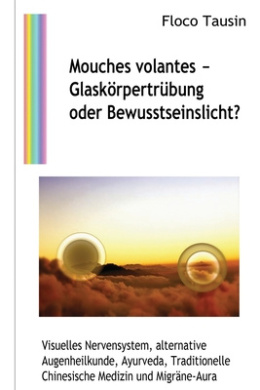 Floco Tausin
Mouches volantes –
Glaskörpertrübung
oder Bewusstseinslicht?
Visuelles Nervensystem, alternative
Augenheilkunde, Ayurveda, Traditionelle
Chinesische Medizin und Migräne-Aura